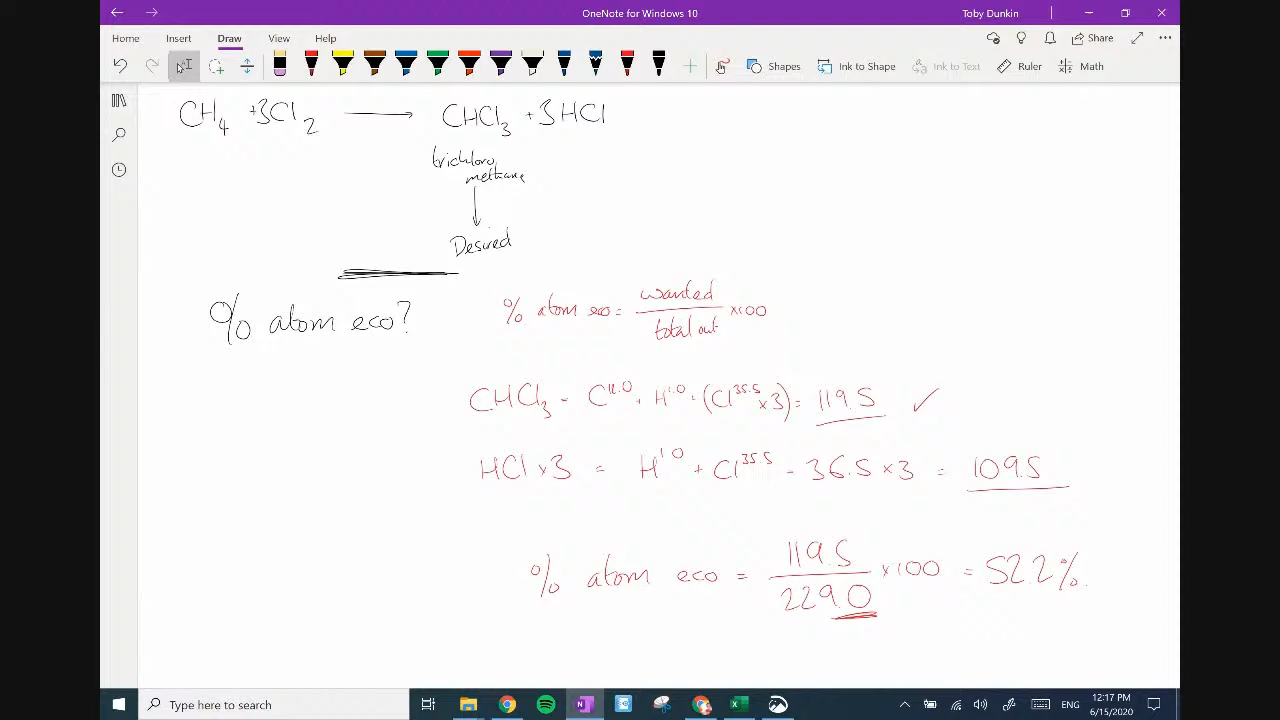 OneNote for Windows 10
Toby Dunkin
Home Insert Draw View Help
Share
Shapes Ink to Shape Ink to Text Ruler Math
CH4 +3Cl2 → CHCl3 +3HCl
trichloro
methane
Desired
% atom eco?
% atom eco = wanted / total out ×100
CHCl3 - C12.0 + H1.0 + (Cl35.5 ×3) = 119.5 ✓
HCl ×3 = H1.0 + Cl35.5 - 36.5 ×3 = 109.5
% atom eco = 119.5 / 229.0 ×100 = 52.2%
Type here to search
ENG
12:17 PM
6/15/2020